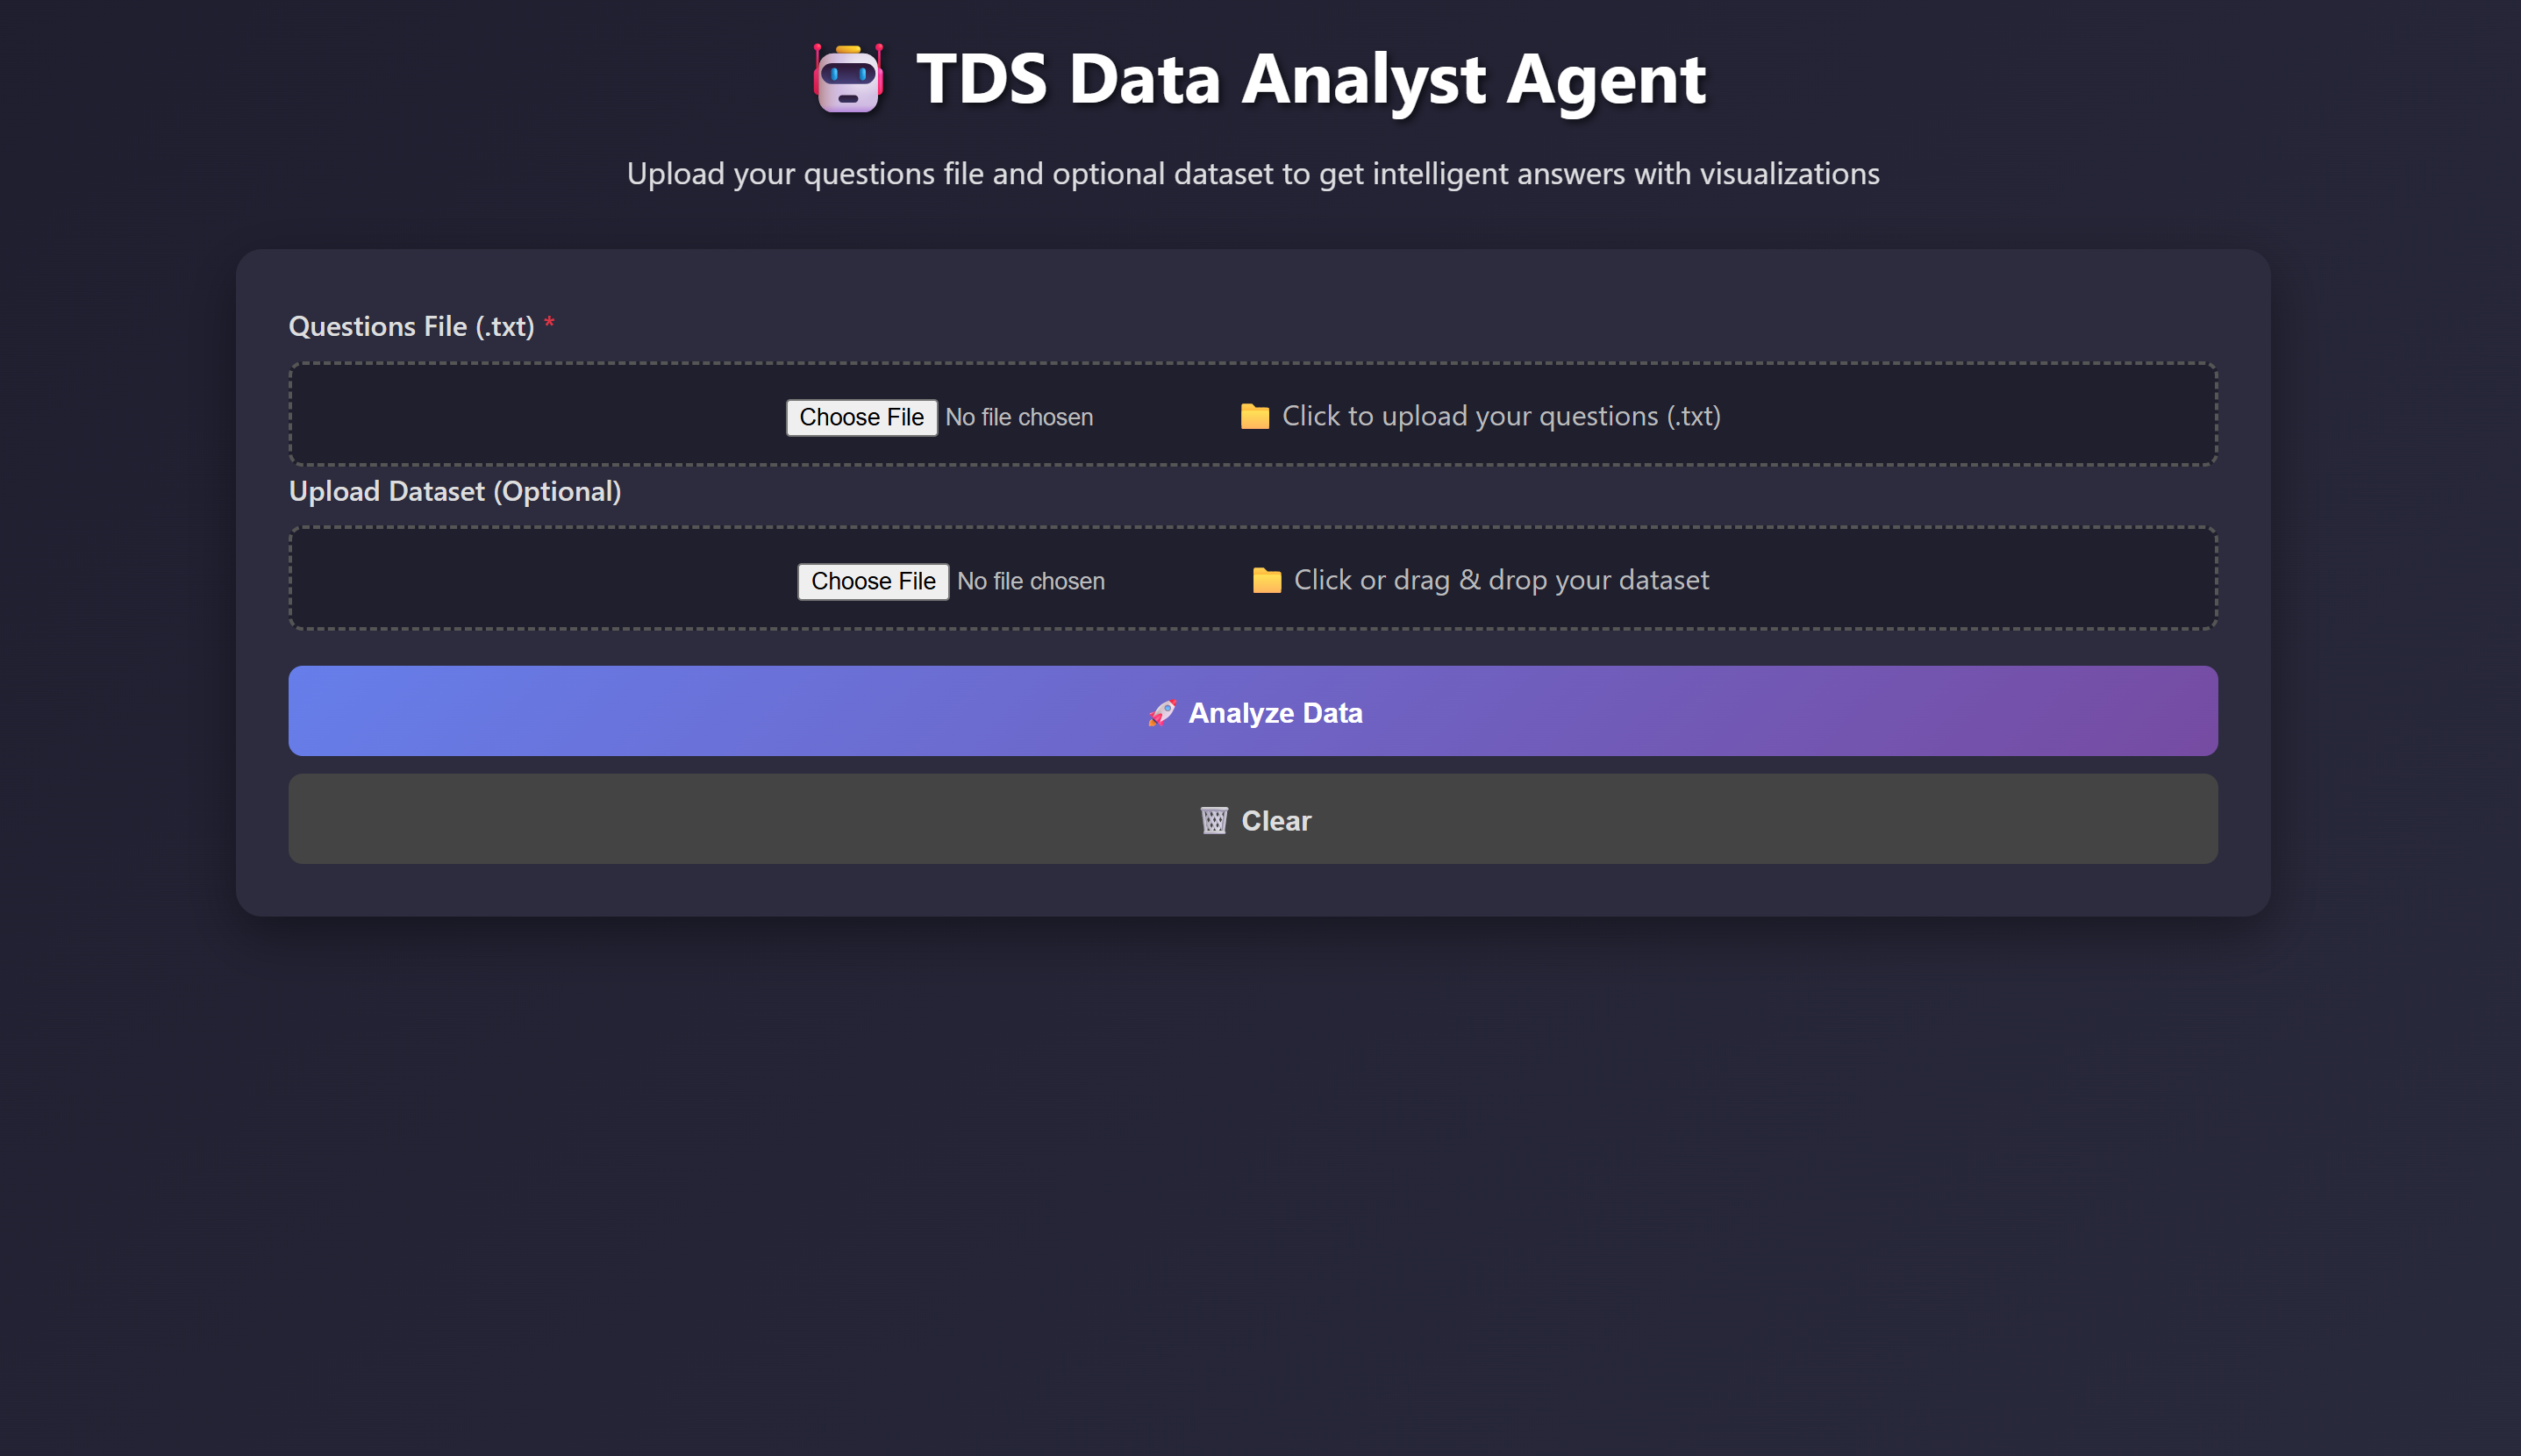 🤖 TDS Data Analyst Agent
Upload your questions file and optional dataset to get intelligent answers with visualizations
Questions File (.txt) *
Choose File No file chosen 📁 Click to upload your questions (.txt)
Upload Dataset (Optional)
Choose File No file chosen 📁 Click or drag & drop your dataset
🚀 Analyze Data
🗑️ Clear